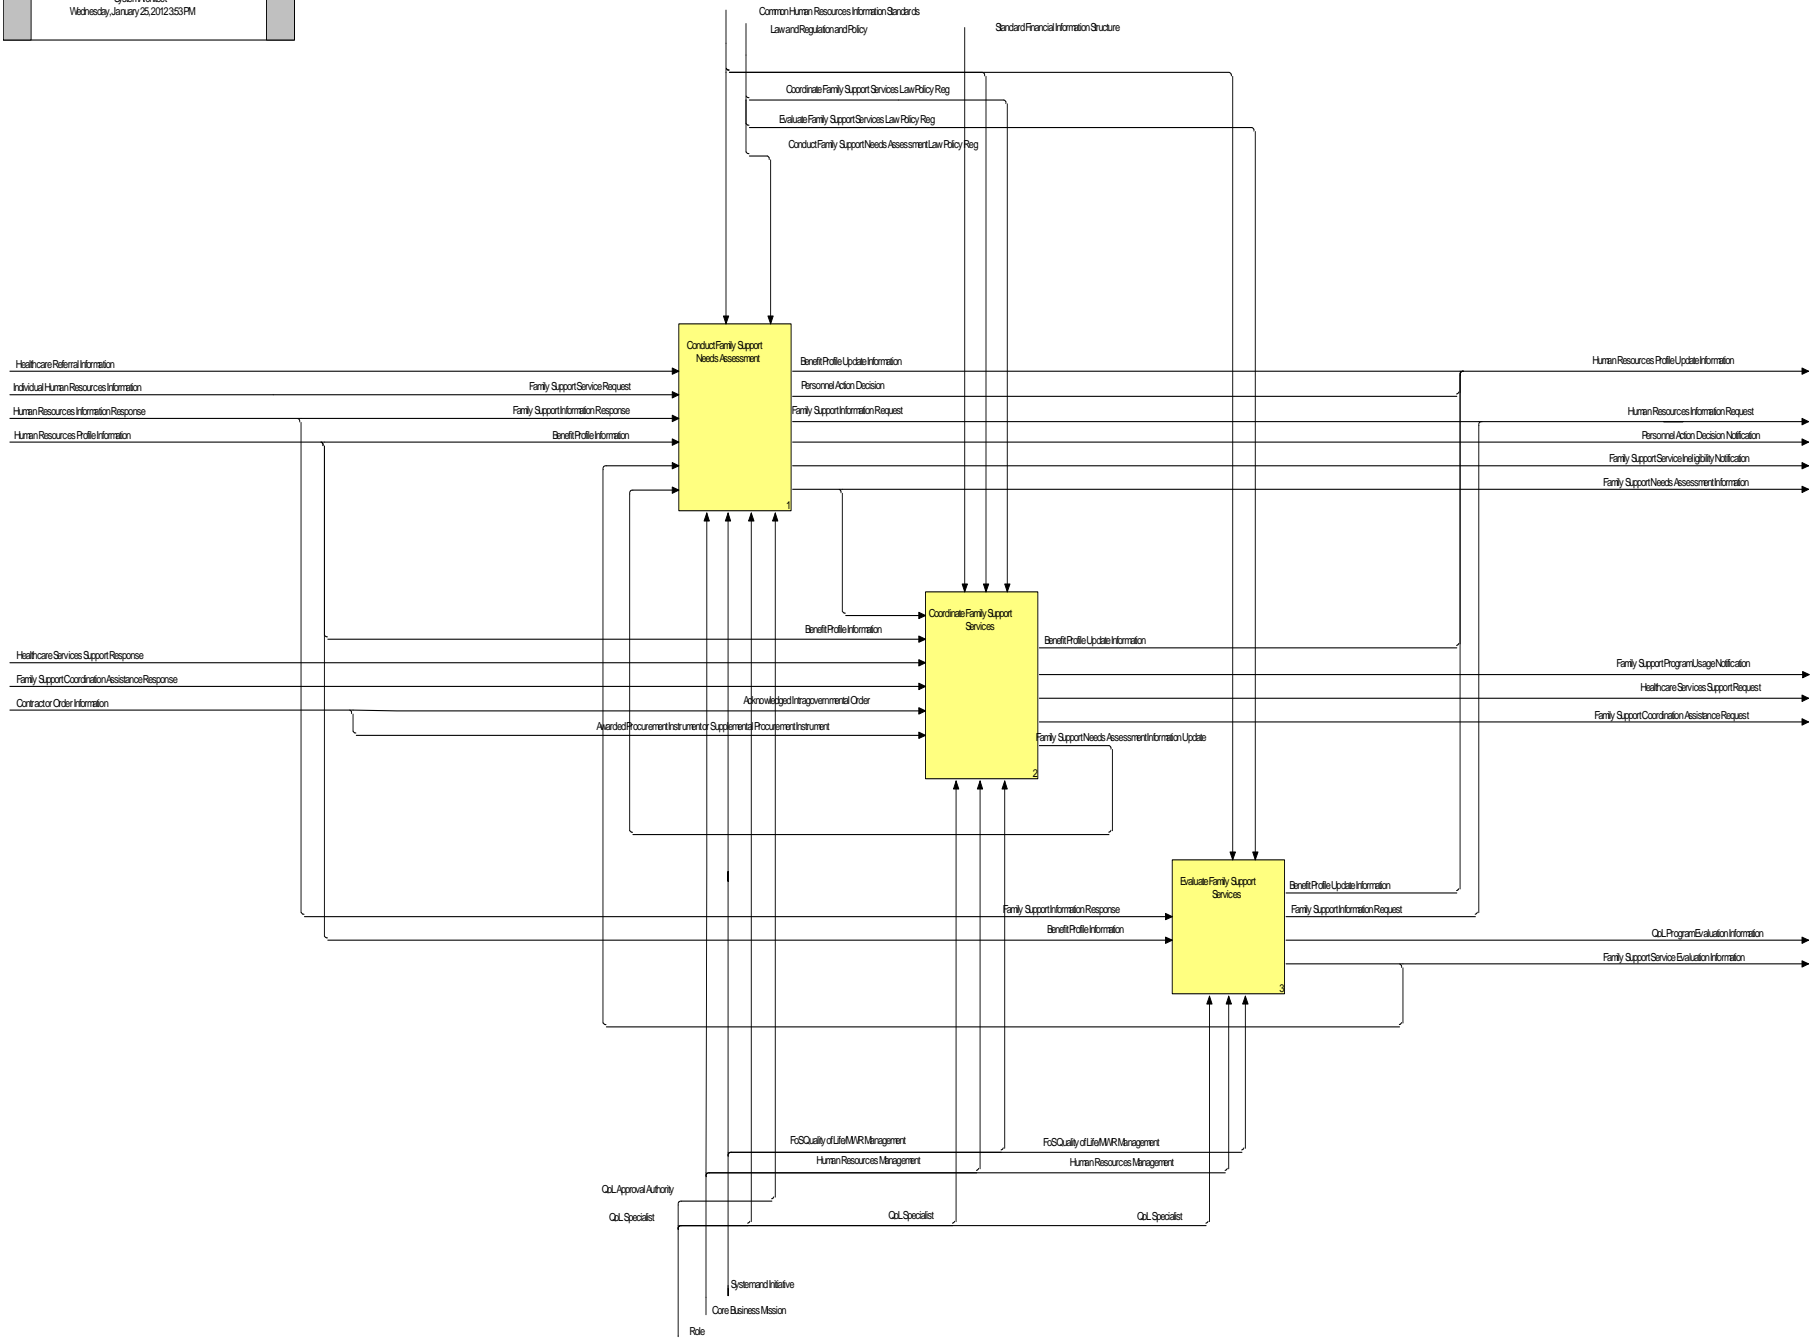 Wednesday, January 25, 2012 3:53 PM
Common Human Resources Information Standards
Law and Regulation and Policy
Standard Financial Information Structure
Coordinate Family Support Services Law Policy Reg
Evaluate Family Support Services Law Policy Reg
Conduct Family Support Needs Assessment Law Policy Reg
Conduct Family Support
Needs Assessment
1
Healthcare Referral Information
Benefit Profile Update Information
Human Resources Profile Update Information
Individual Human Resources Information
Family Support Service Request
Personnel Action Decision
Human Resources Information Response
Family Support Information Response
Family Support Information Request
Human Resources Information Request
Human Resources Profile Information
Benefit Profile Information
Personnel Action Decision Notification
Family Support Service Ineligibility Notification
Family Support Needs Assessment Information
Coordinate Family Support
Services
2
Benefit Profile Information
Benefit Profile Update Information
Healthcare Services Support Response
Family Support Program Usage Notification
Family Support Coordination Assistance Response
Healthcare Services Support Request
Contractor Order Information
Acknowledged Intragovernmental Order
Family Support Coordination Assistance Request
Awarded Procurement Instrument or Supplemental Procurement Instrument
Family Support Needs Assessment Information Update
Evaluate Family Support
Services
3
Benefit Profile Update Information
Family Support Information Response
Family Support Information Request
Benefit Profile Information
QoL Program Evaluation Information
Family Support Service Evaluation Information
FoS Quality of Life/MWR Management
FoS Quality of Life/MWR Management
Human Resources Management
Human Resources Management
QoL Approval Authority
QoL Specialist
QoL Specialist
QoL Specialist
System and Initiative
Core Business Mission
Role